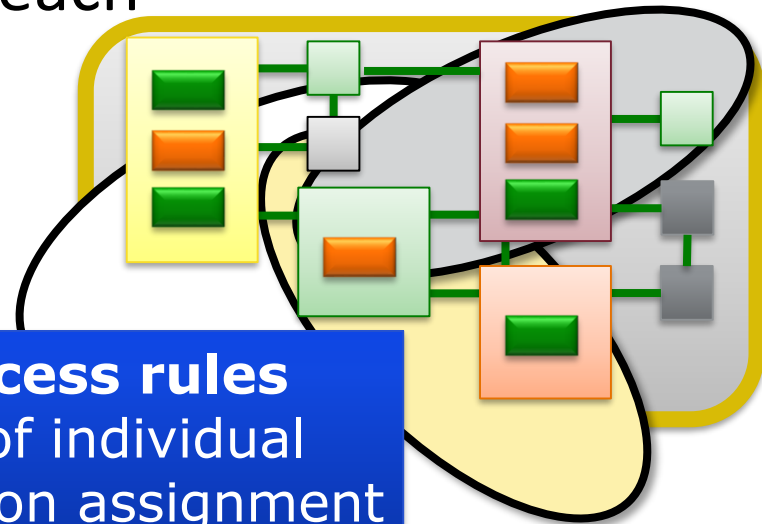 each
cess rules
of individual
on assignment